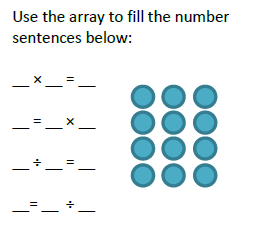 Use the array to fill the number
sentences below:
__ × __ = __
__ = __ × __
__ ÷ __ = __
__ = __ ÷ __